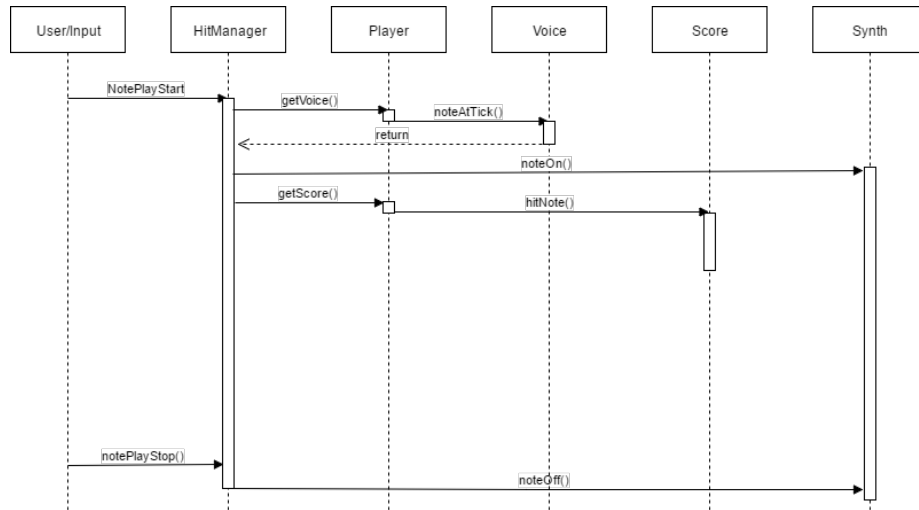 User/Input
HitManager
Player
Voice
Score
Synth
NotePlayStart
getVoice()
noteAtTick()
return
noteOn()
getScore()
hitNote()
notePlayStop()
noteOff()